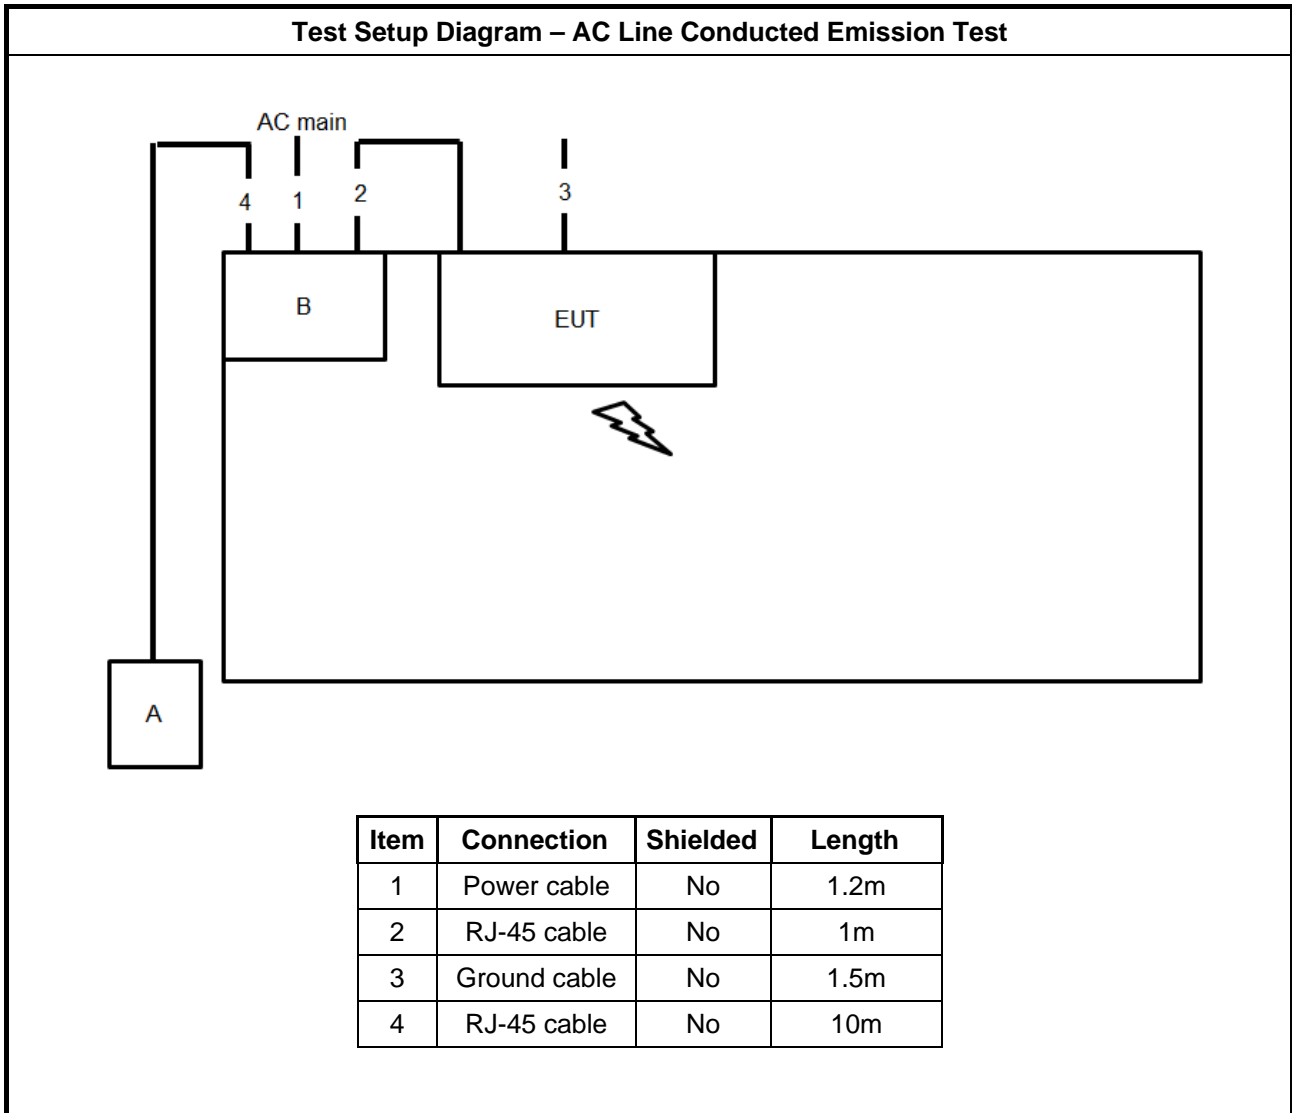 Test Setup Diagram – AC Line Conducted Emission Test
AC main
4 1 2 3
B
EUT
A
Item Connection Shielded Length
1 Power cable No 1.2m
2 RJ-45 cable No 1m
3 Ground cable No 1.5m
4 RJ-45 cable No 10m